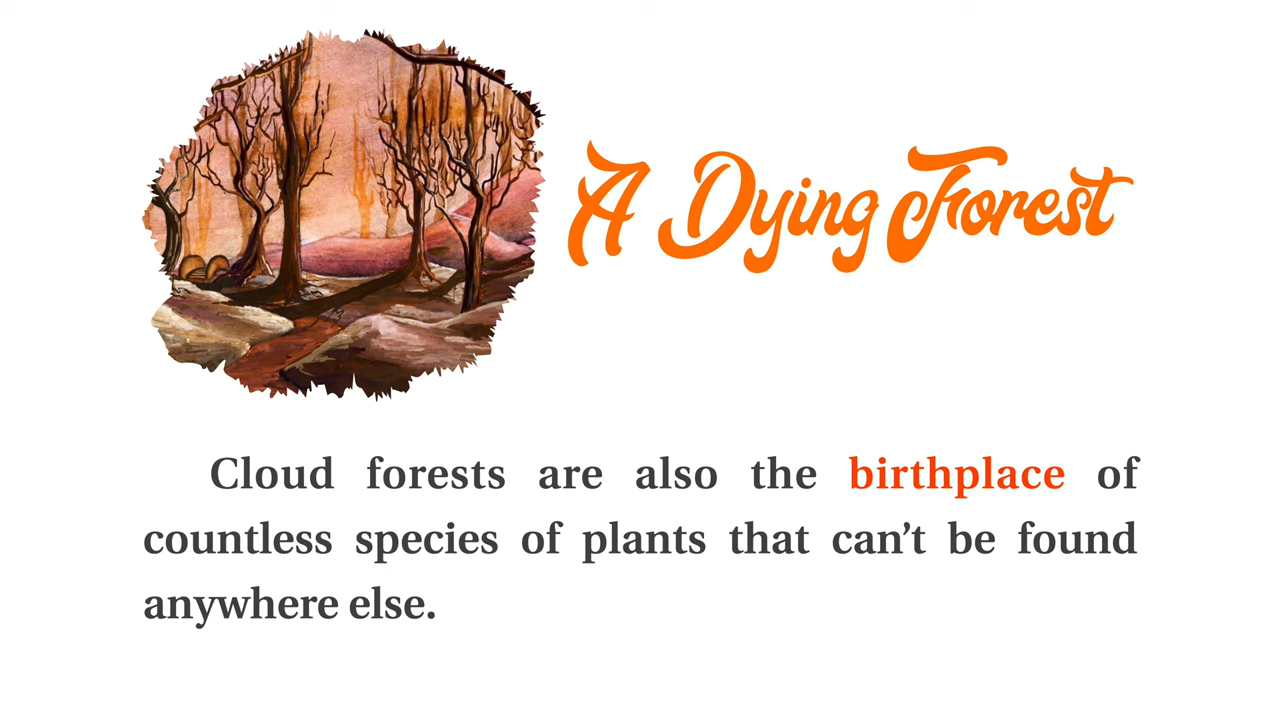 A Dying Forest
Cloud forests are also the birthplace of
countless species of plants that can’t be found
anywhere else.